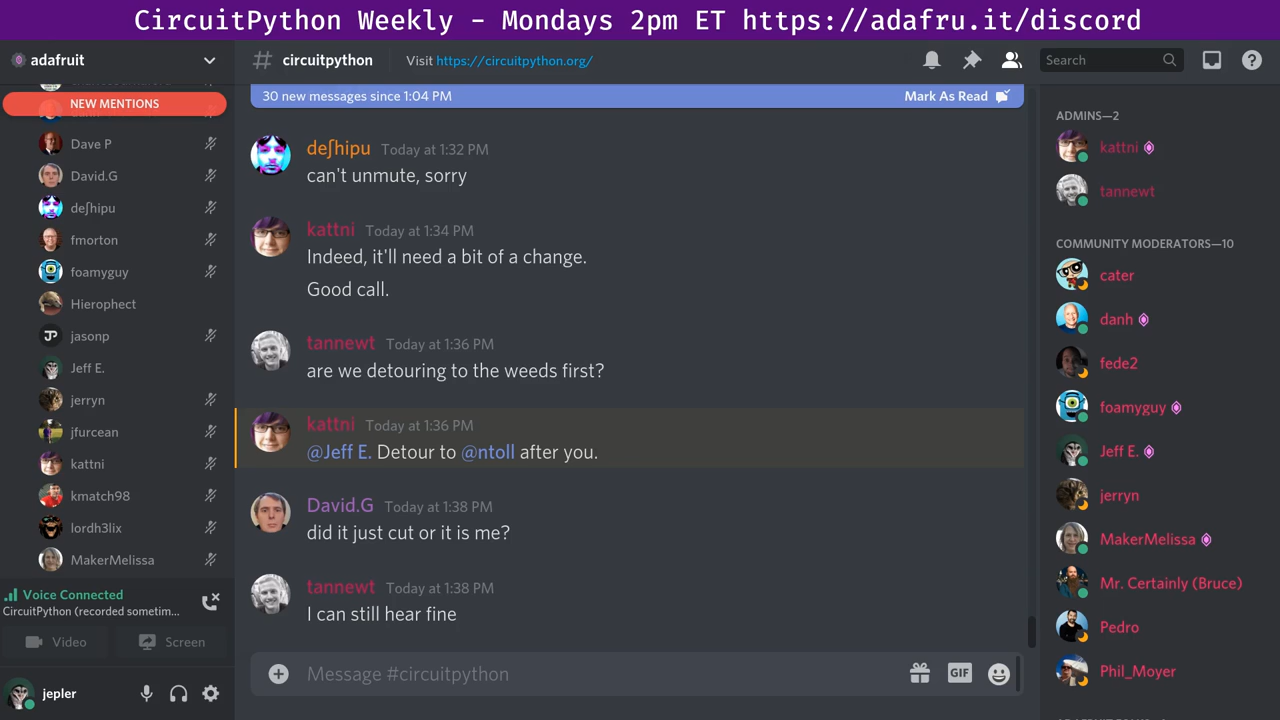 CircuitPython Weekly - Mondays 2pm ET https://adafru.it/discord
adafruit
NEW MENTIONS
Dave P
David.G
deʃhipu
fmorton
foamyguy
Hierophect
JP jasonp
Jeff E.
jerryn
jfurcean
kattni
kmatch98
lordh3lix
MakerMelissa
Voice Connected
CircuitPython (recorded sometim...
Video
Screen
jepler
# circuitpython
Visit https://circuitpython.org/
Search
30 new messages since 1:04 PM
Mark As Read
deʃhipu Today at 1:32 PM
can't unmute, sorry
kattni Today at 1:34 PM
Indeed, it'll need a bit of a change.
Good call.
tannewt Today at 1:36 PM
are we detouring to the weeds first?
kattni Today at 1:36 PM
@Jeff E. Detour to @ntoll after you.
David.G Today at 1:38 PM
did it just cut or it is me?
tannewt Today at 1:38 PM
I can still hear fine
Message #circuitpython
GIF
ADMINS—2
kattni
tannewt
COMMUNITY MODERATORS—10
cater
danh
fede2
foamyguy
Jeff E.
jerryn
MakerMelissa
Mr. Certainly (Bruce)
Pedro
Phil_Moyer